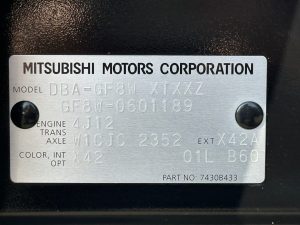 MITSUBISHI MOTORS CORPORATION
MODEL DBA-GF8W XTXXZ
GF8W-0601189
ENGINE 4J12
TRANS
AXLE W1CJC 2352 EXT X42A
COLOR, INT X42 01L B60
OPT
PART NO. 7430B433